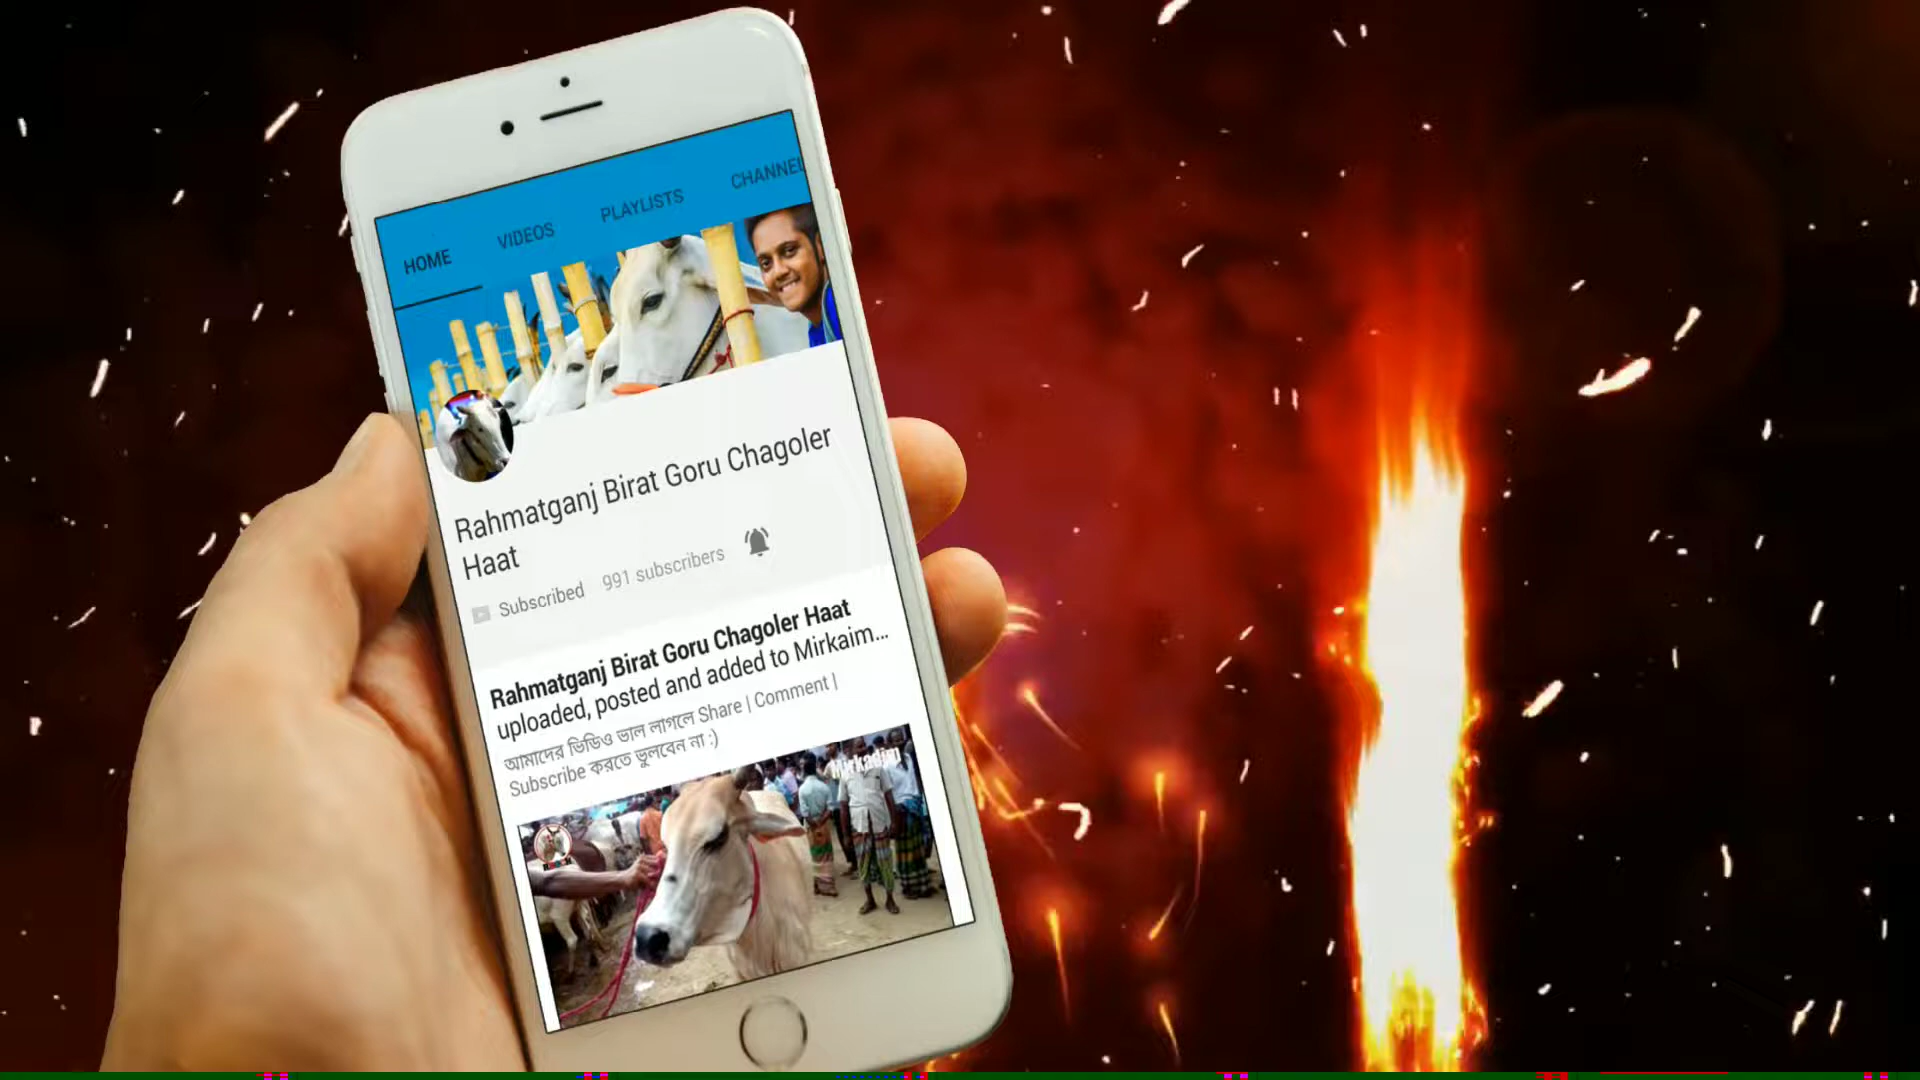 HOME VIDEOS PLAYLISTS CHANNEL
Rahmatganj Birat Goru Chagoler
Haat
Subscribed 991 subscribers
Rahmatganj Birat Goru Chagoler Haat
uploaded, posted and added to Mirkaim...
আমাদের ভিডিও ভাল লাগলে Share | Comment |
Subscribe করতে ভুলবেন না :)
Mirkadim